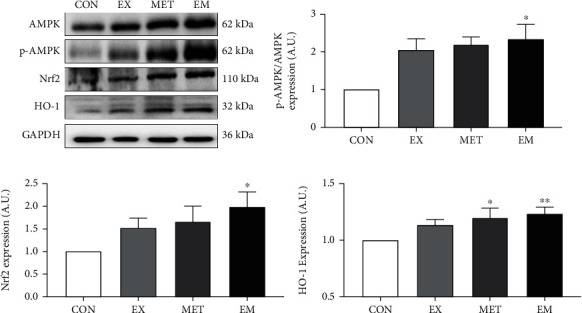 CON EX MET EM
AMPK 62 kDa
p-AMPK 62 kDa
Nrf2 110 kDa
HO-1 32 kDa
GAPDH 36 kDa
p-AMPK/AMPK
expression (A.U.)
3
2
1
0
*
CON EX MET EM
Nrf2 expression (A.U.)
2.5
2.0
1.5
1.0
0.5
0.0
*
CON EX MET EM
HO-1 Expression (A.U.)
1.5
1.0
0.5
* **
CON EX MET EM